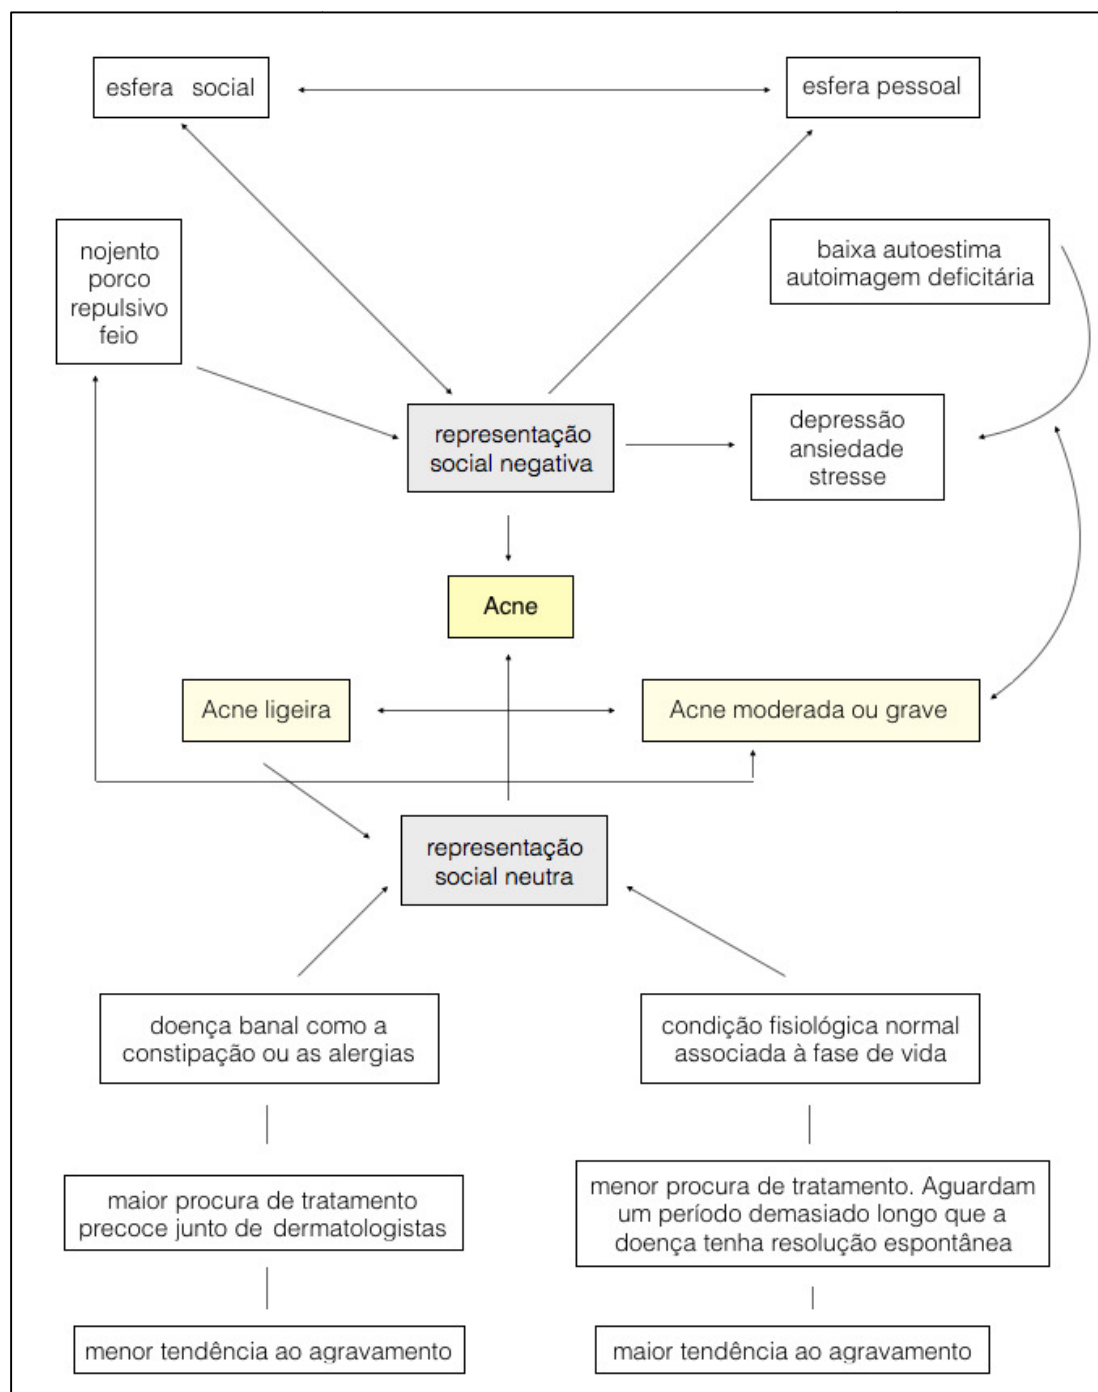 esfera social
esfera pessoal
nojento
porco
repulsivo
feio
baixa autoestima
autoimagem deficitária
representação
social negativa
depressão
ansiedade
stresse
Acne
Acne ligeira
Acne moderada ou grave
representação
social neutra
doença banal como a
constipação ou as alergias
condição fisiológica normal
associada à fase de vida
maior procura de tratamento
precoce junto de dermatologistas
menor procura de tratamento. Aguardam
um período demasiado longo que a
doença tenha resolução espontânea
menor tendência ao agravamento
maior tendência ao agravamento